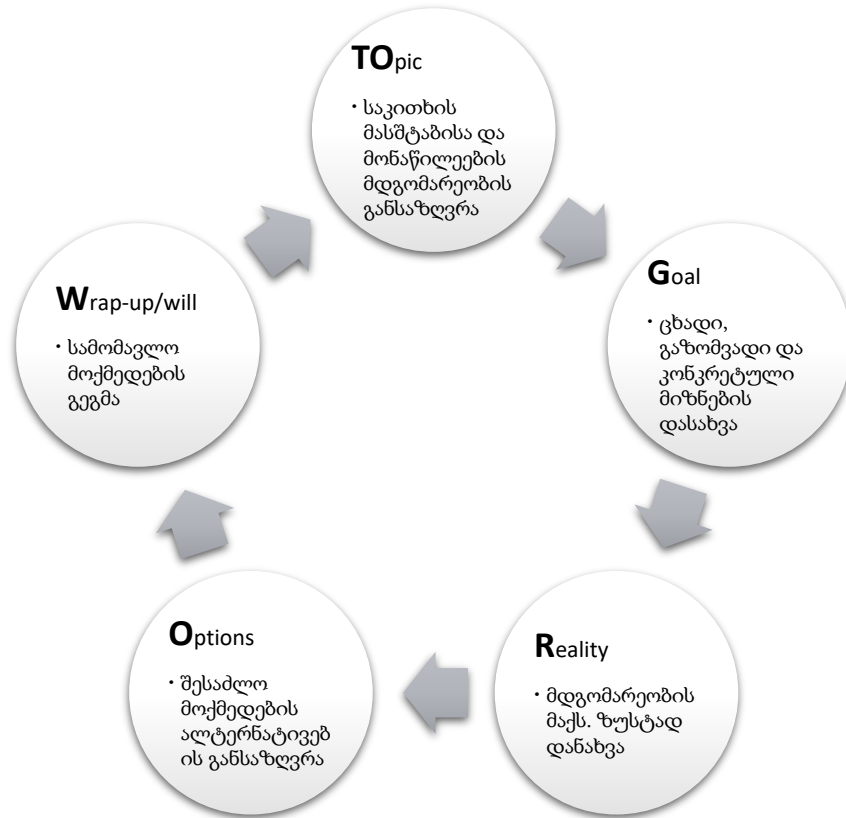 TOpic
• საკითხის
მასშტაბისა და
მონაწილეების
მდგომარეობის
განსაზღვრა
Goal
• ცხადი,
გაზომვადი და
კონკრეტული
მიზნების
დასახვა
Reality
• მდგომარეობის
მაქს. ზუსტად
დანახვა
Options
• შესაძლო
მოქმედების
ალტერნატივებ
ის განსაზღვრა
Wrap-up/will
• სამომავლო
მოქმედების
გეგმა